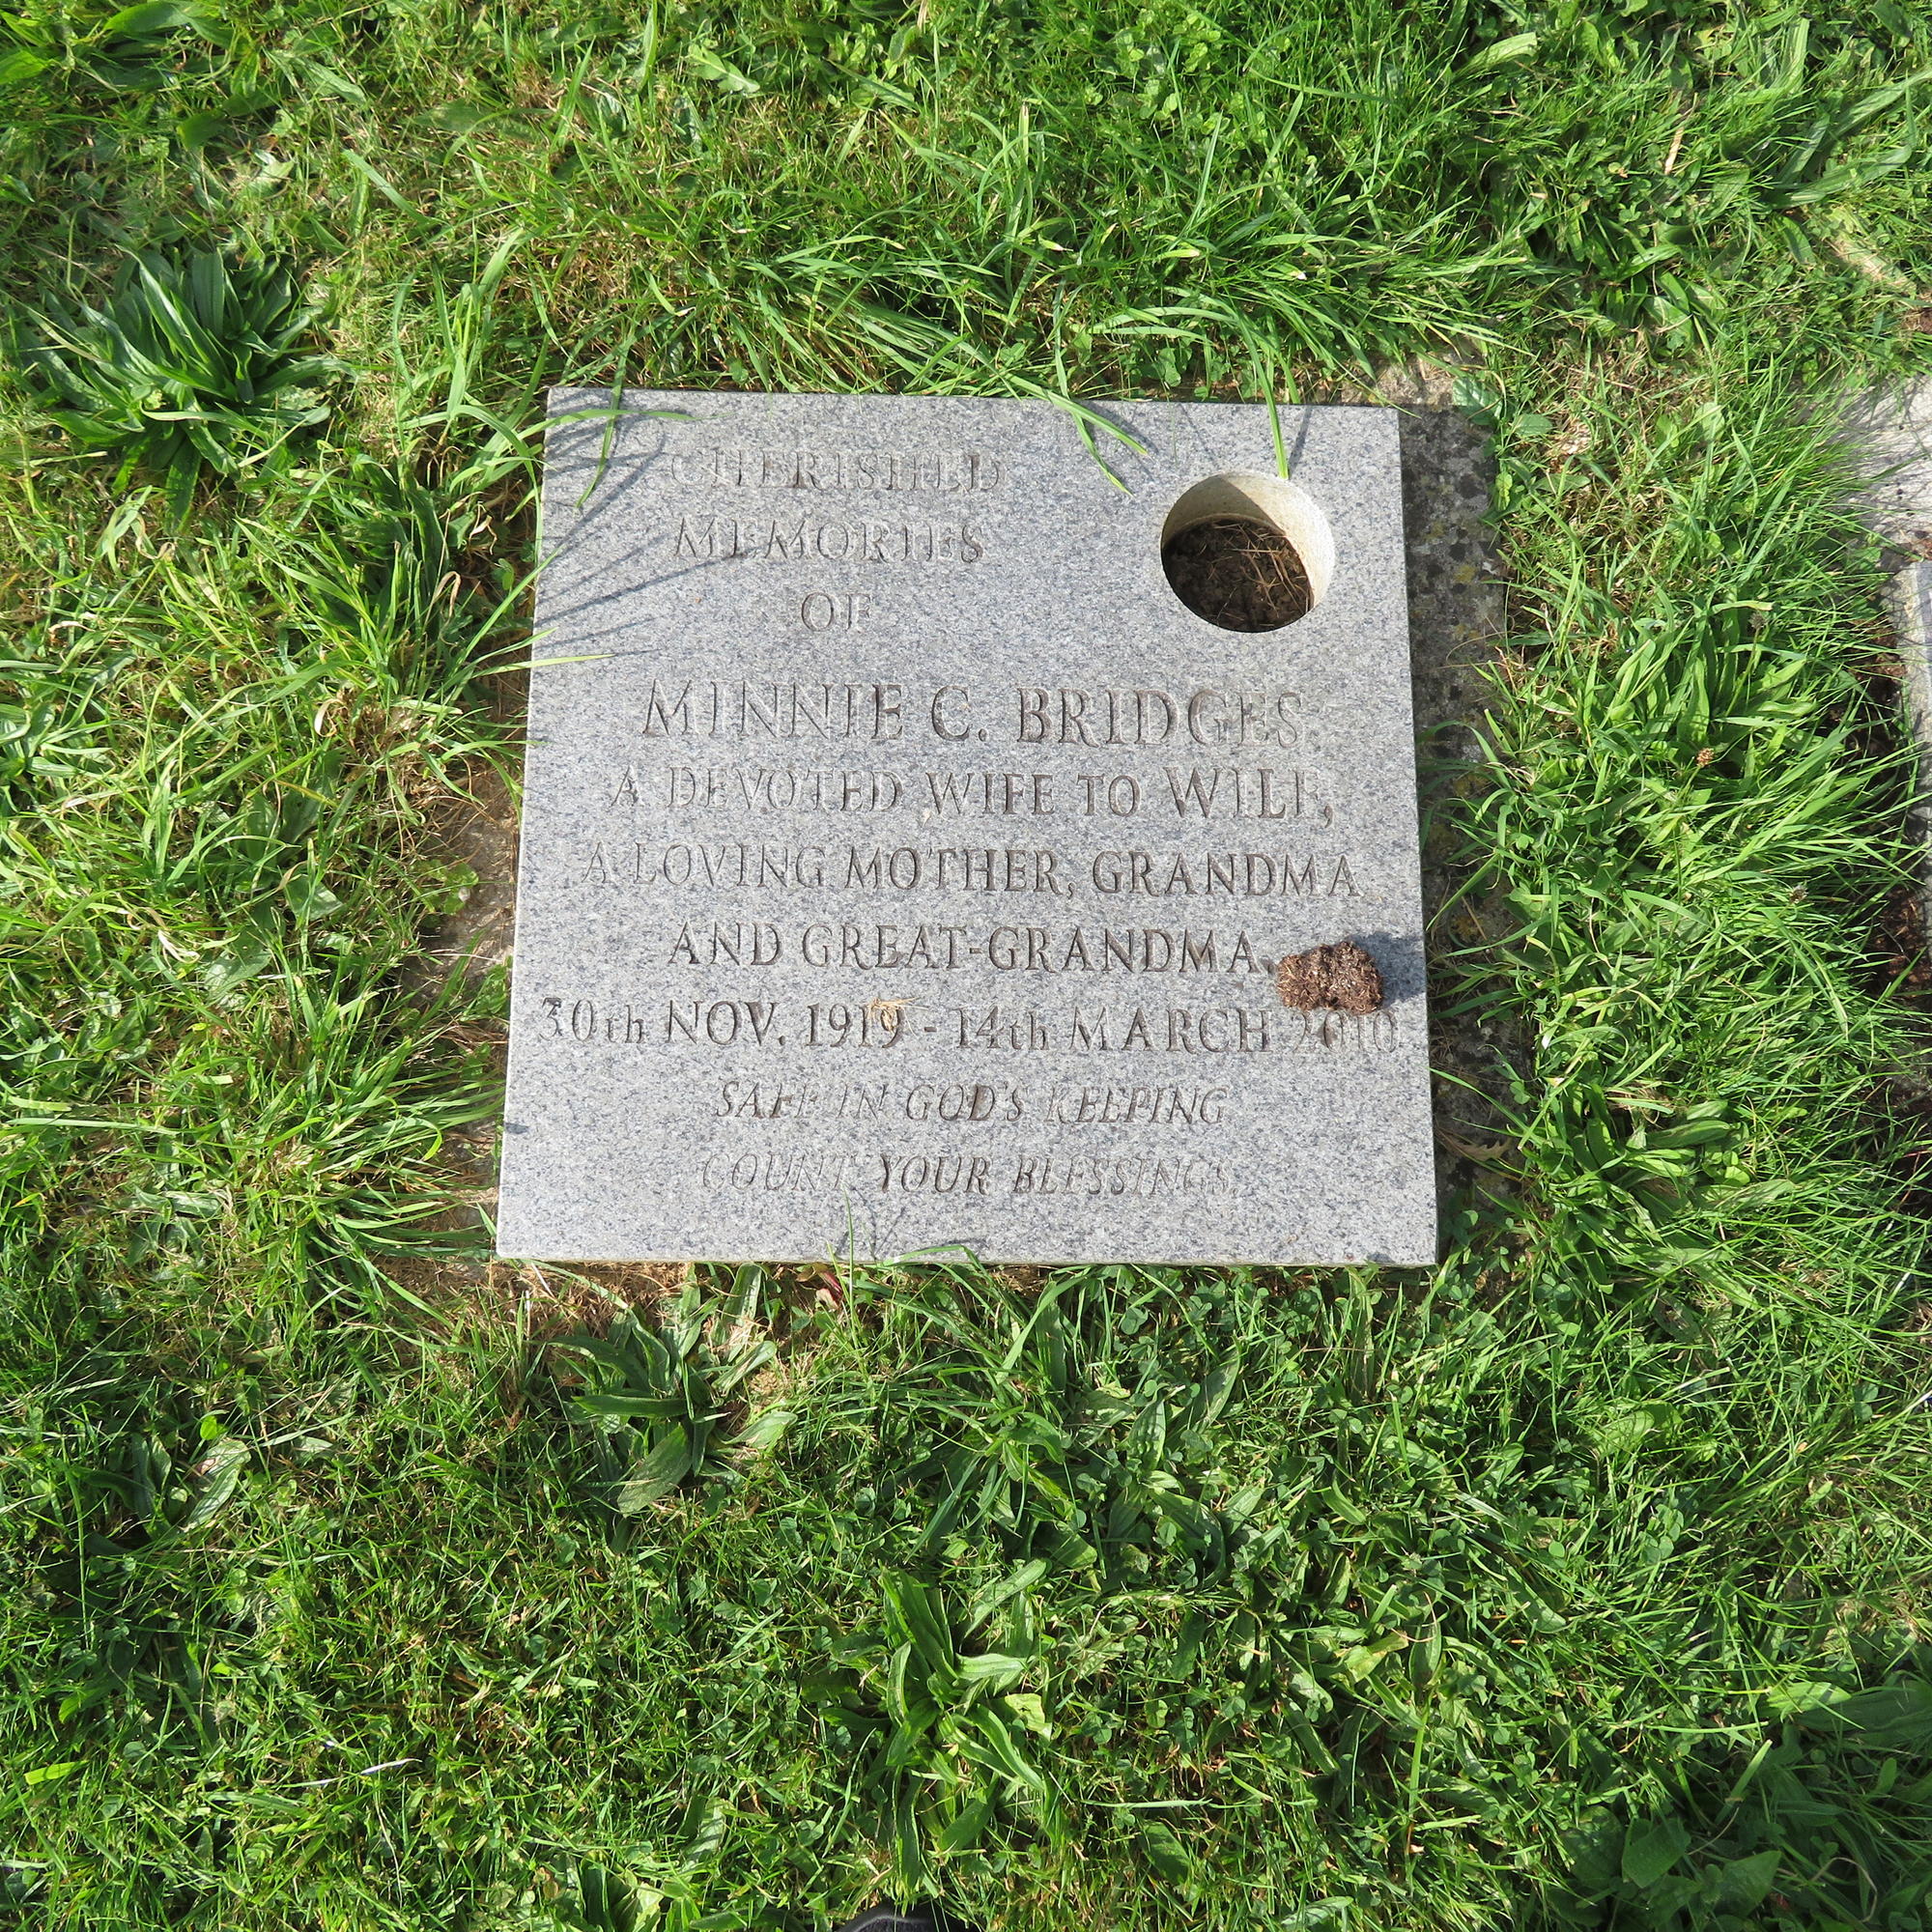 CHERISHED
MEMORIES
OF
MINNIE C. BRIDGES
A DEVOTED WIFE TO WILF,
A LOVING MOTHER, GRANDMA
AND GREAT-GRANDMA,
30th NOV. 1919 - 14th MARCH 2010
SAFE IN GOD'S KEEPING
COUNT YOUR BLESSINGS.